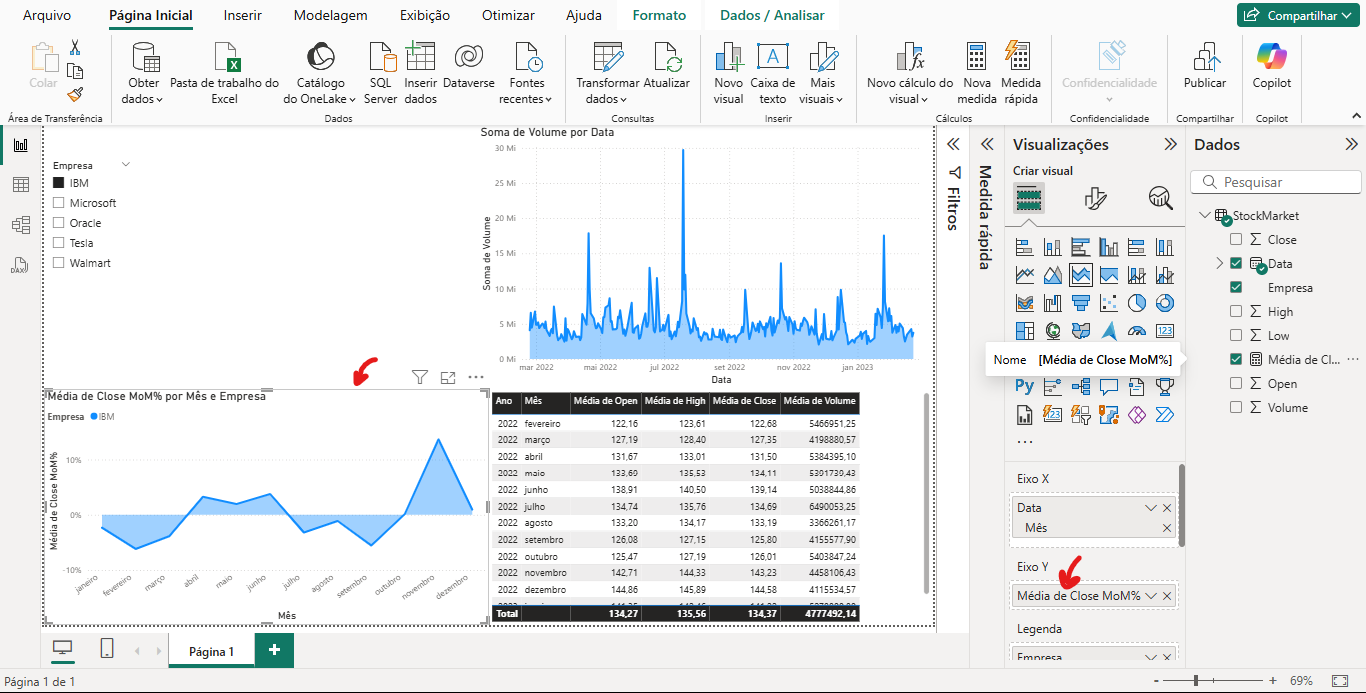 Arquivo Página Inicial Inserir Modelagem Exibição Otimizar Ajuda Formato Dados / Analisar Compartilhar
Colar
Obter dados
Pasta de trabalho do Excel
Catálogo do OneLake
SQL Server
Inserir dados
Dataverse
Fontes recentes
Transformar dados
Atualizar
Novo visual
Caixa de texto
Mais visuais
Novo cálculo do visual
Nova medida
Medida rápida
Confidencialidade
Publicar
Copilot
Área de Transferência Dados Consultas Inserir Cálculos Confidencialidade Compartilhar Copilot
Empresa
IBM
Microsoft
Oracle
Tesla
Walmart
Soma de Volume por Data
Soma de Volume
30 Mi
25 Mi
20 Mi
15 Mi
10 Mi
5 Mi
0 Mi
mar 2022 mai 2022 jul 2022 set 2022 nov 2022 jan 2023
Data
Média de Close MoM% por Mês e Empresa
Empresa IBM
Média de Close MoM%
10%
0%
-10%
janeiro fevereiro março abril maio junho julho agosto setembro outubro novembro dezembro
Mês
Ano Mês Média de Open Média de High Média de Close Média de Volume
2022 fevereiro 122,16 123,61 122,68 5466951,25
2022 março 127,19 128,40 127,35 4198880,57
2022 abril 131,67 133,01 131,50 5384395,10
2022 maio 133,69 135,53 134,11 5391739,43
2022 junho 138,91 140,50 139,14 5038844,86
2022 julho 134,74 135,76 134,69 6490053,25
2022 agosto 133,20 134,17 133,19 3366261,17
2022 setembro 126,08 127,15 125,80 4155577,90
2022 outubro 125,47 127,19 126,01 5403847,24
2022 novembro 142,71 144,33 143,23 4458106,43
2022 dezembro 144,86 145,89 144,58 4115534,57
Total 134,27 135,56 134,37 4777492,14
Filtros
Medida rápida
Visualizações
Criar visual
Nome [Média de Close MoM%]
Py
123
123
...
Eixo X
Data
Mês
Eixo Y
Média de Close MoM%
Legenda
Empresa
Dados
Pesquisar
StockMarket
Close
Data
Empresa
High
Low
Média de Cl...
Open
Volume
Página 1
Página 1 de 1
- + 69%